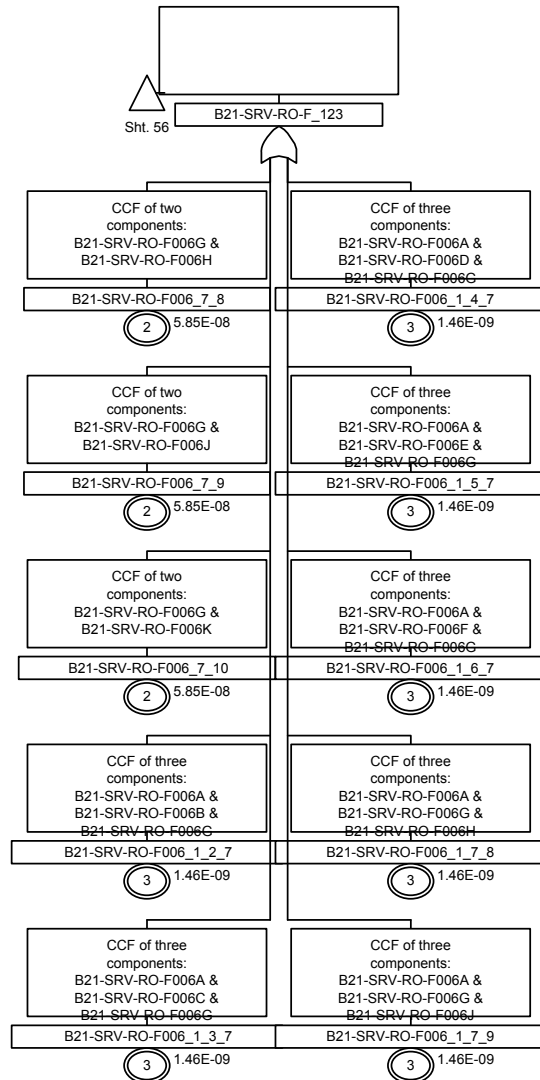 B21-SRV-RO-F_123
Sht. 56
CCF of two
components:
B21-SRV-RO-F006G &
B21-SRV-RO-F006H
B21-SRV-RO-F006_7_8
2
5.85E-08
CCF of three
components:
B21-SRV-RO-F006A &
B21-SRV-RO-F006D &
B21-SRV-RO-F006G
B21-SRV-RO-F006_1_4_7
3
1.46E-09
CCF of two
components:
B21-SRV-RO-F006G &
B21-SRV-RO-F006J
B21-SRV-RO-F006_7_9
2
5.85E-08
CCF of three
components:
B21-SRV-RO-F006A &
B21-SRV-RO-F006E &
B21-SRV-RO-F006G
B21-SRV-RO-F006_1_5_7
3
1.46E-09
CCF of two
components:
B21-SRV-RO-F006G &
B21-SRV-RO-F006K
B21-SRV-RO-F006_7_10
2
5.85E-08
CCF of three
components:
B21-SRV-RO-F006A &
B21-SRV-RO-F006F &
B21-SRV-RO-F006G
B21-SRV-RO-F006_1_6_7
3
1.46E-09
CCF of three
components:
B21-SRV-RO-F006A &
B21-SRV-RO-F006B &
B21-SRV-RO-F006G
B21-SRV-RO-F006_1_2_7
3
1.46E-09
CCF of three
components:
B21-SRV-RO-F006A &
B21-SRV-RO-F006G &
B21-SRV-RO-F006H
B21-SRV-RO-F006_1_7_8
3
1.46E-09
CCF of three
components:
B21-SRV-RO-F006A &
B21-SRV-RO-F006C &
B21-SRV-RO-F006G
B21-SRV-RO-F006_1_3_7
3
1.46E-09
CCF of three
components:
B21-SRV-RO-F006A &
B21-SRV-RO-F006G &
B21-SRV-RO-F006J
B21-SRV-RO-F006_1_7_9
3
1.46E-09